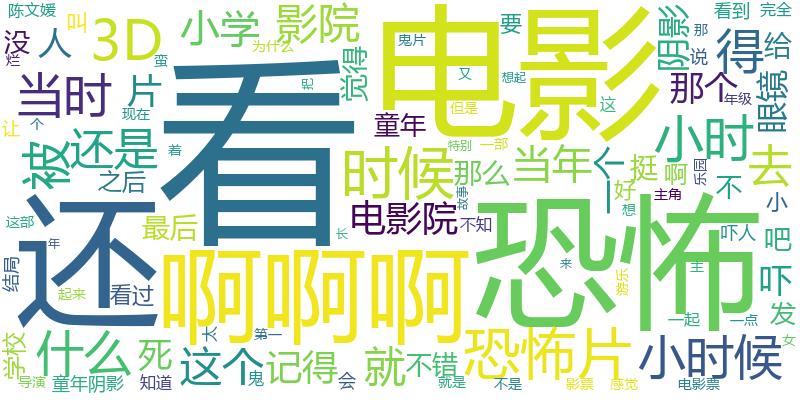 陈文媛
叫
3D
小学
影院
为什么
鬼片
电影
要
阴影
那
看到
完全
没
人
烂
蛮
觉得
想起
又
说
得
给
当时
片
看
把
但是
这
那个
年级
眼镜
让
个
现在
童年
特别
一部
小时
被
还是
着
时候
那么
当年
个
挺
啊
乐园
不
去
之后
故事
好
主角
小
还
最后
电影院
不知
恐怖
想
吓人
吧
这部
年
长
结局
起来
看过
啊啊啊
来
游乐
主
吓
太
第一
一起
一点
发
学校
什么
死
这个
鬼
记得
就
不错
恐怖片
小时候
女
导演
童年阴影
知道
会
就是
不是
影票
感觉
电影票